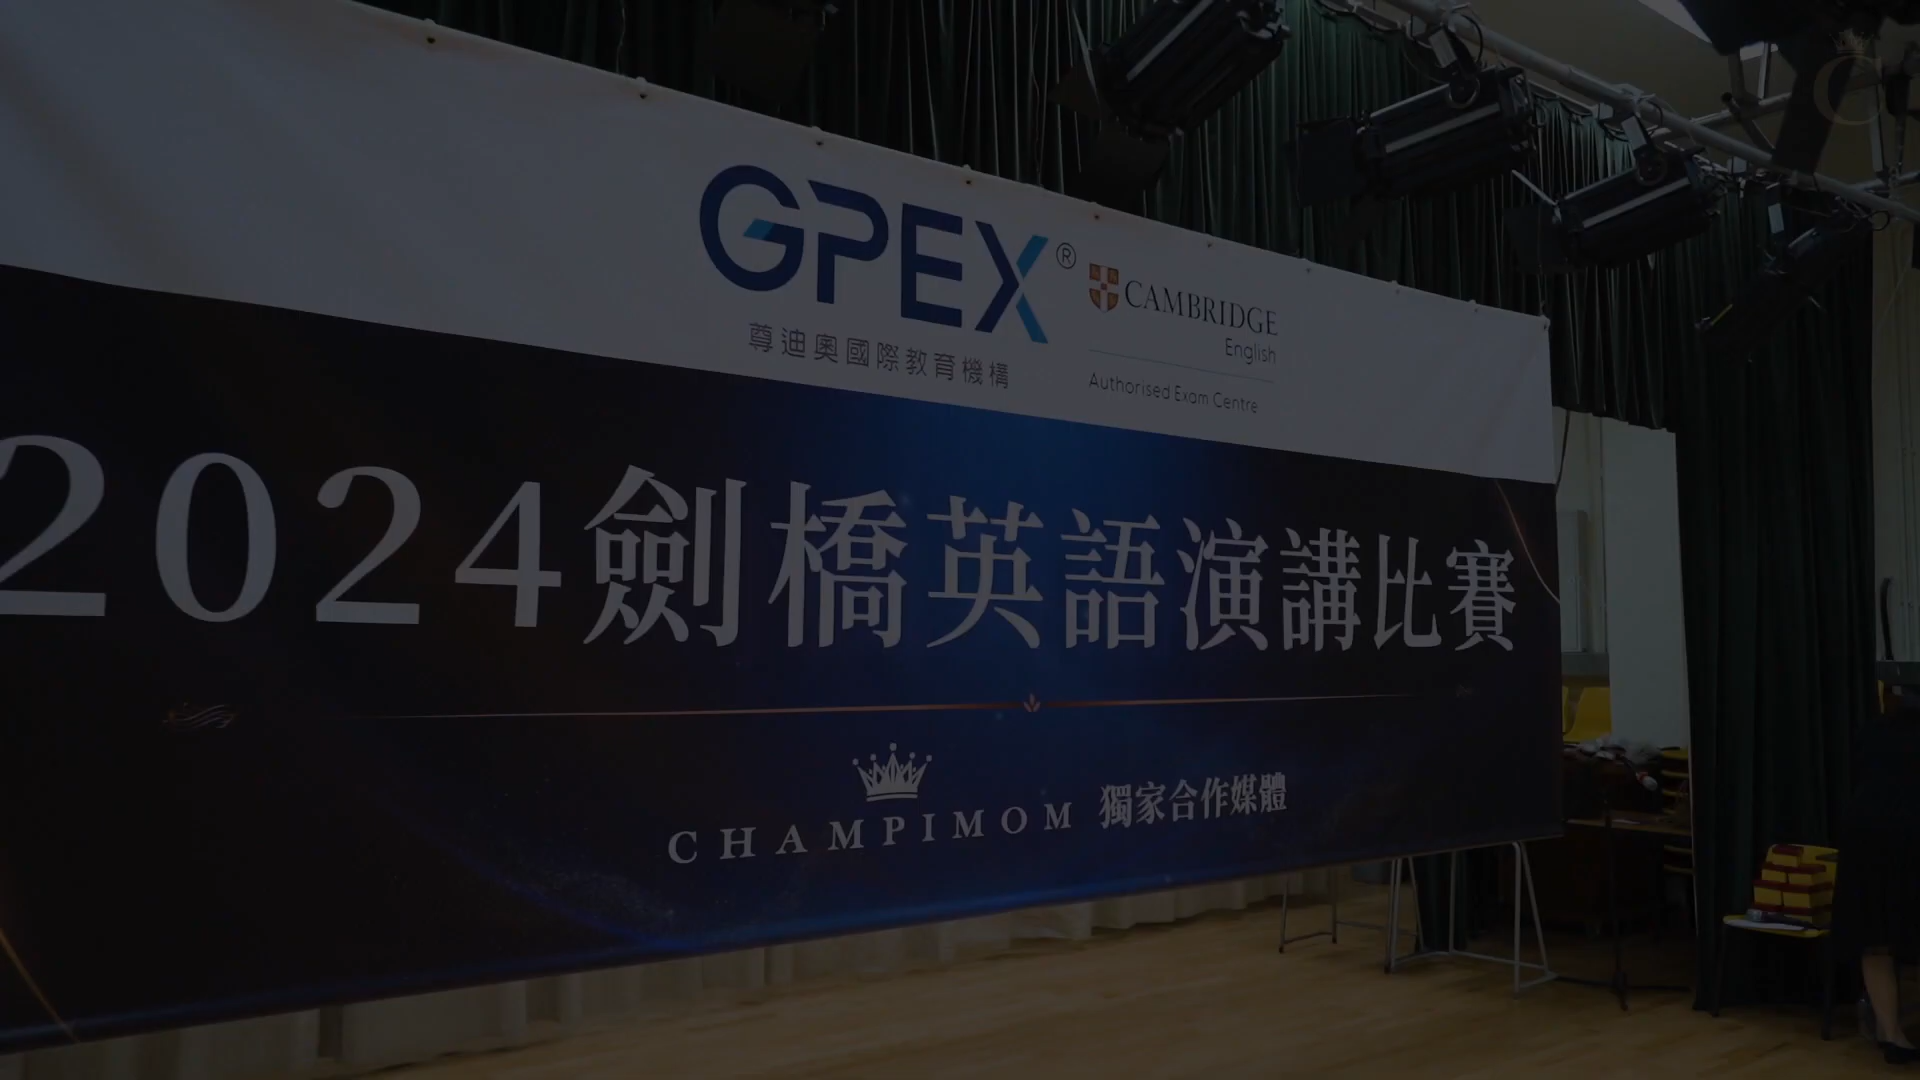 GPEX®
尊迪奧國際教育機構
CAMBRIDGE
English
Authorised Exam Centre
2024劍橋英語演講比賽
CHAMPIMOM 獨家合作媒體
C